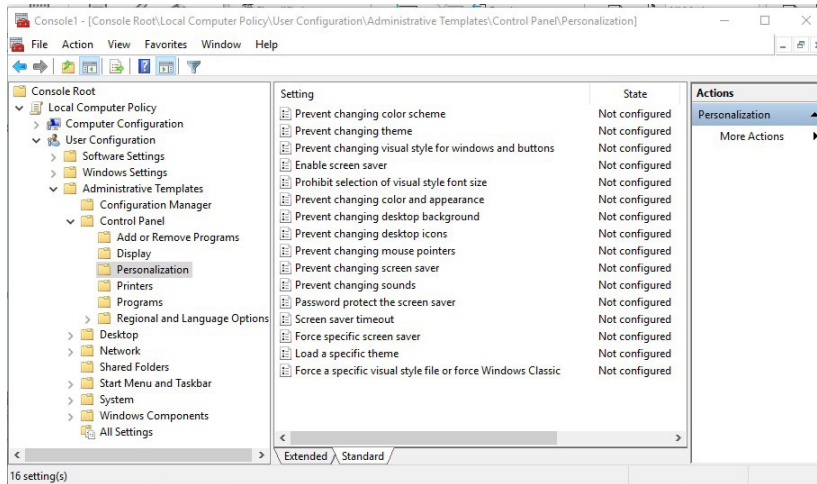 Console1 - [Console Root\Local Computer Policy\User Configuration\Administrative Templates\Control Panel\Personalization]
File Action View Favorites Window Help
Console Root
Local Computer Policy
Computer Configuration
User Configuration
Software Settings
Windows Settings
Administrative Templates
Configuration Manager
Control Panel
Add or Remove Programs
Display
Personalization
Printers
Programs
Regional and Language Options
Desktop
Network
Shared Folders
Start Menu and Taskbar
System
Windows Components
All Settings
Setting State
Prevent changing color scheme Not configured
Prevent changing theme Not configured
Prevent changing visual style for windows and buttons Not configured
Enable screen saver Not configured
Prohibit selection of visual style font size Not configured
Prevent changing color and appearance Not configured
Prevent changing desktop background Not configured
Prevent changing desktop icons Not configured
Prevent changing mouse pointers Not configured
Prevent changing screen saver Not configured
Prevent changing sounds Not configured
Password protect the screen saver Not configured
Screen saver timeout Not configured
Force specific screen saver Not configured
Load a specific theme Not configured
Force a specific visual style file or force Windows Classic Not configured
Extended Standard
Actions
Personalization
More Actions
16 setting(s)